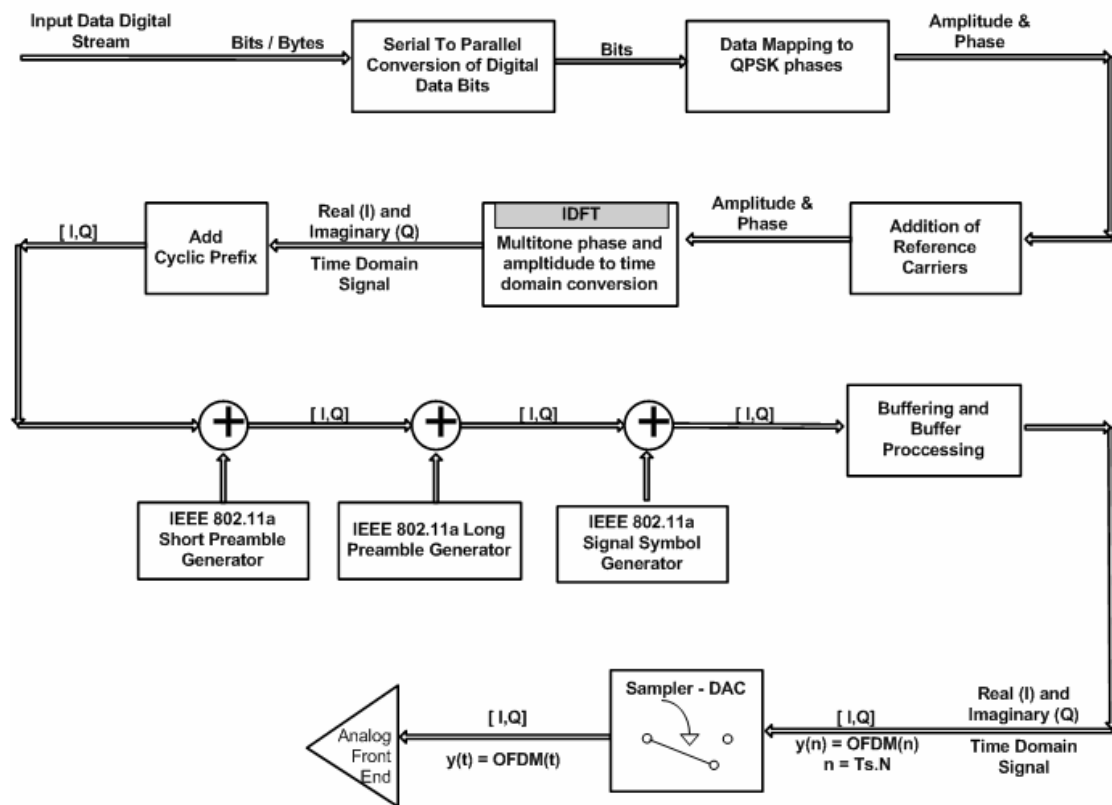 Input Data Digital
Stream
Bits / Bytes
Serial To Parallel
Conversion of Digital
Data Bits
Bits
Data Mapping to
QPSK phases
Amplitude &
Phase
[ I,Q]
Add
Cyclic Prefix
Real (I) and
Imaginary (Q)
Time Domain
Signal
IDFT
Multitone phase and
ampltidude to time
domain conversion
Amplitude &
Phase
Addition of
Reference
Carriers
+
[ I,Q]
+
[ I,Q]
+
[ I,Q]
Buffering and
Buffer
Proccessing
IEEE 802.11a
Short Preamble
Generator
IEEE 802.11a Long
Preamble Generator
IEEE 802.11a
Signal Symbol
Generator
Analog
Front
End
[ I,Q]
y(t) = OFDM(t)
Sampler - DAC
[ I,Q]
y(n) = OFDM(n)
n = Ts.N
Real (I) and
Imaginary (Q)
Time Domain
Signal